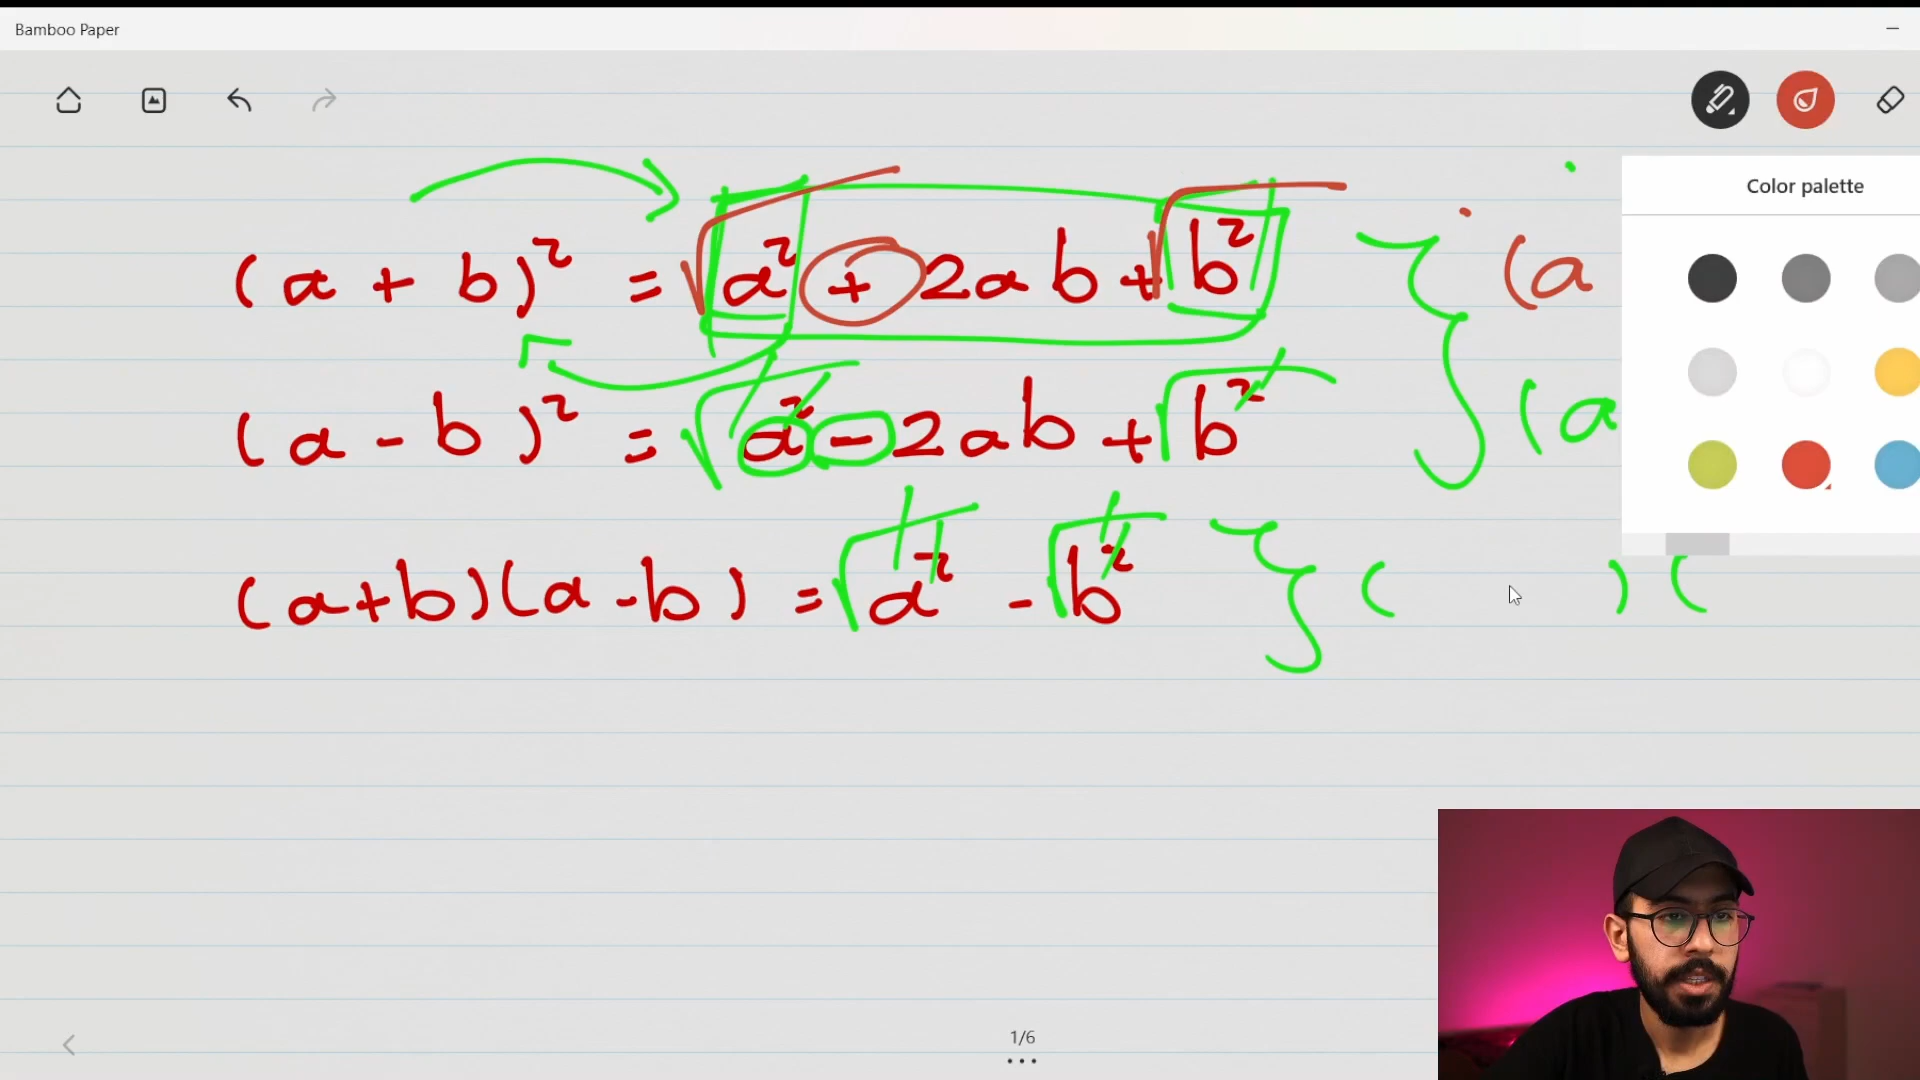 Bamboo Paper
Color palette
(a + b)² = √a² + 2ab + √b² } (a
(a - b)² = √a² - 2ab + √b² } (a
(a+b)(a-b) = √a² - √b² } ( ) (
1/6